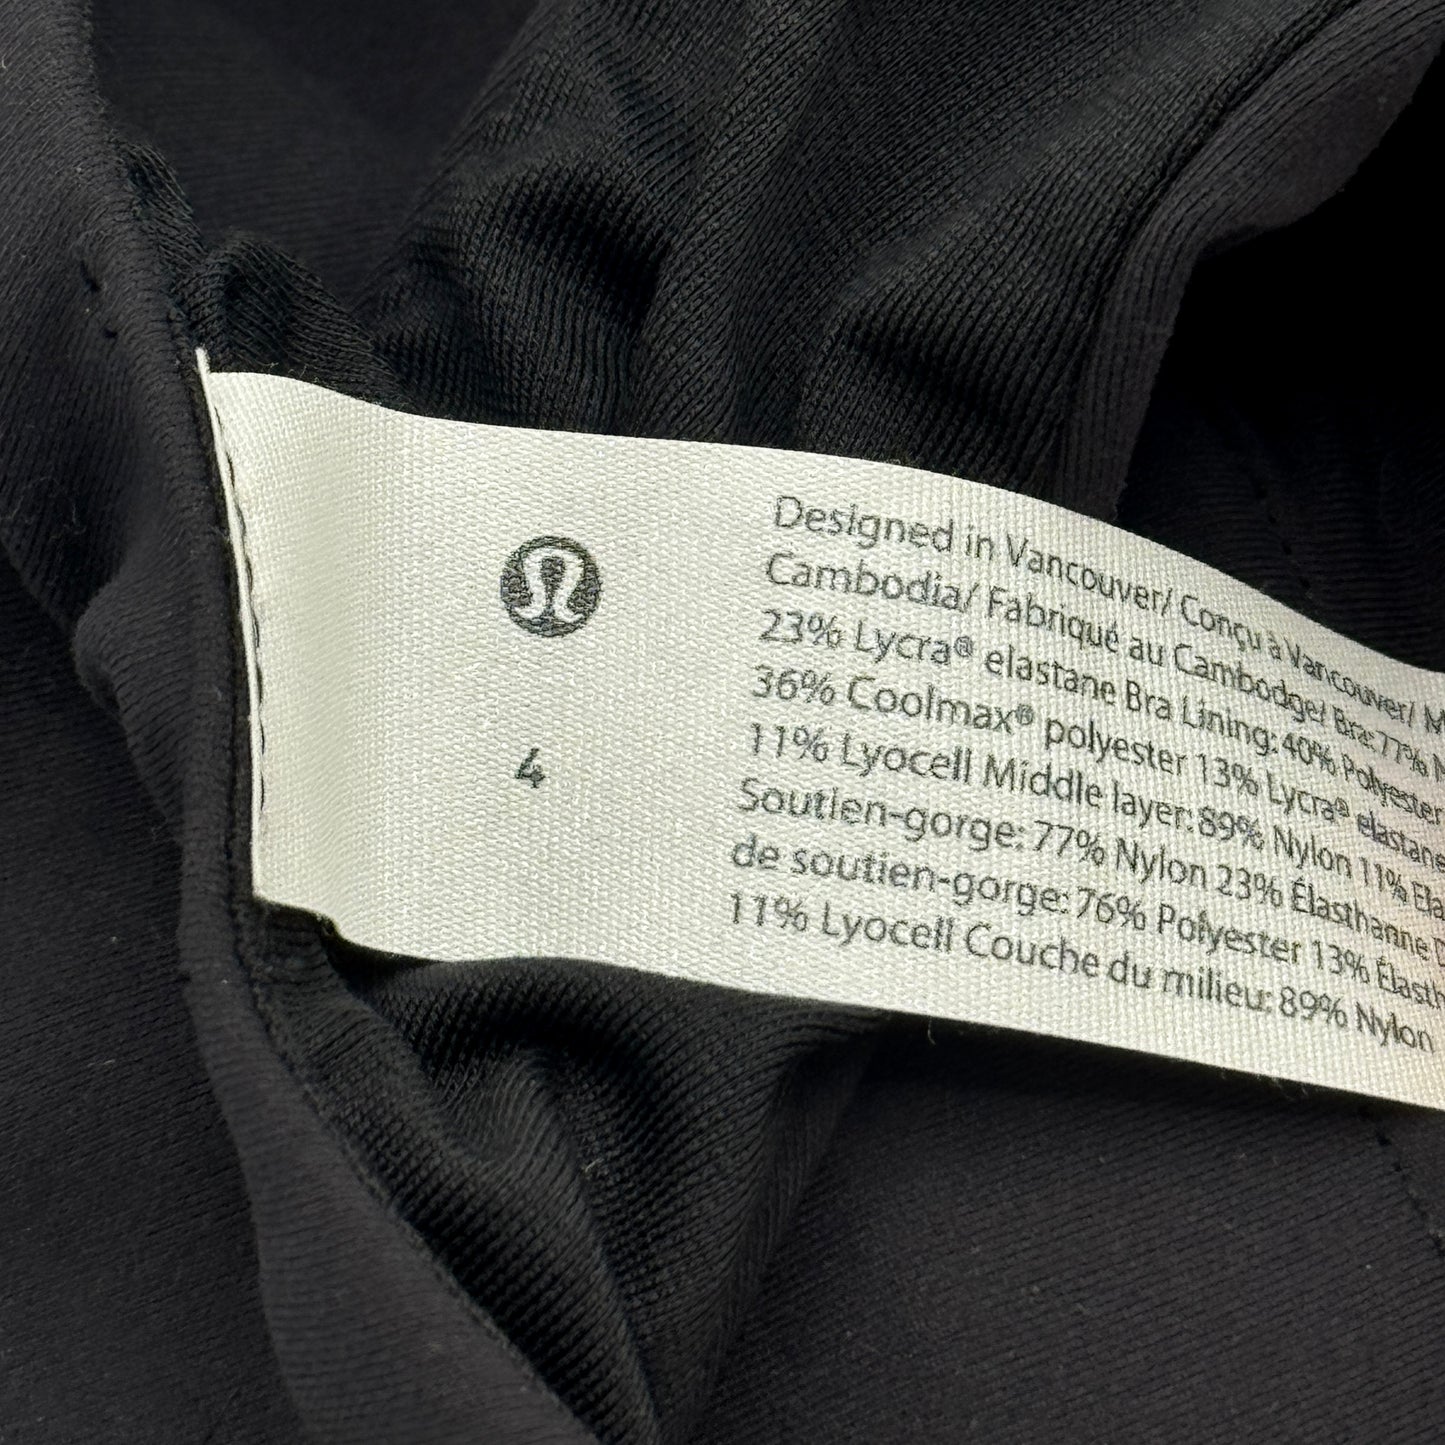 4
Designed in Vancouver/ Conçu à Vancouver/ M
Cambodia/ Fabriqué au Cambodge/ Bra: 77% N
23% Lycra® elastane Bra Lining: 40% Polyester
36% Coolmax® polyester 13% Lycra® elastane
11% Lyocell Middle layer: 89% Nylon 11% Ela
Soutien-gorge: 77% Nylon 23% Élasthanne D
de soutien-gorge: 76% Polyester 13% Élasth
11% Lyocell Couche du milieu: 89% Nylon